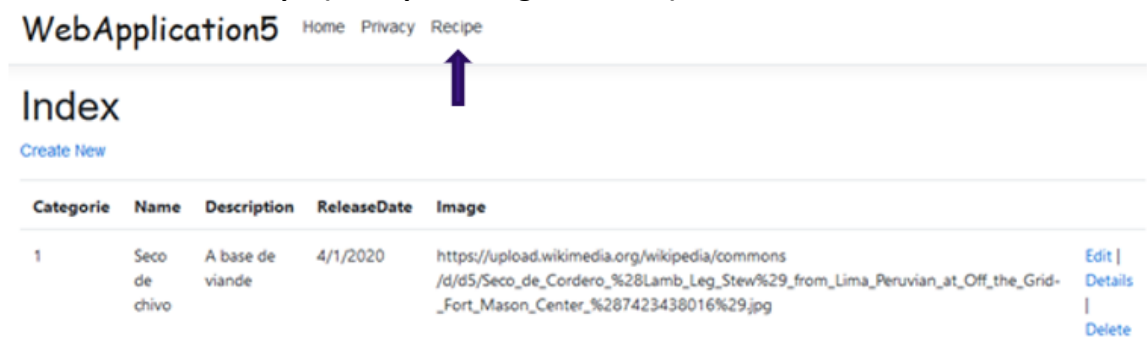 WebApplication5 Home Privacy Recipe
Index
Create New
Categorie Name Description ReleaseDate Image
1 Seco A base de 4/1/2020 https://upload.wikimedia.org/wikipedia/commons Edit |
de viande /d/d5/Seco_de_Cordero_%28Lamb_Leg_Stew%29_from_Lima_Peruvian_at_Off_the_Grid- Details
chivo _Fort_Mason_Center_%287423438016%29.jpg |
Delete